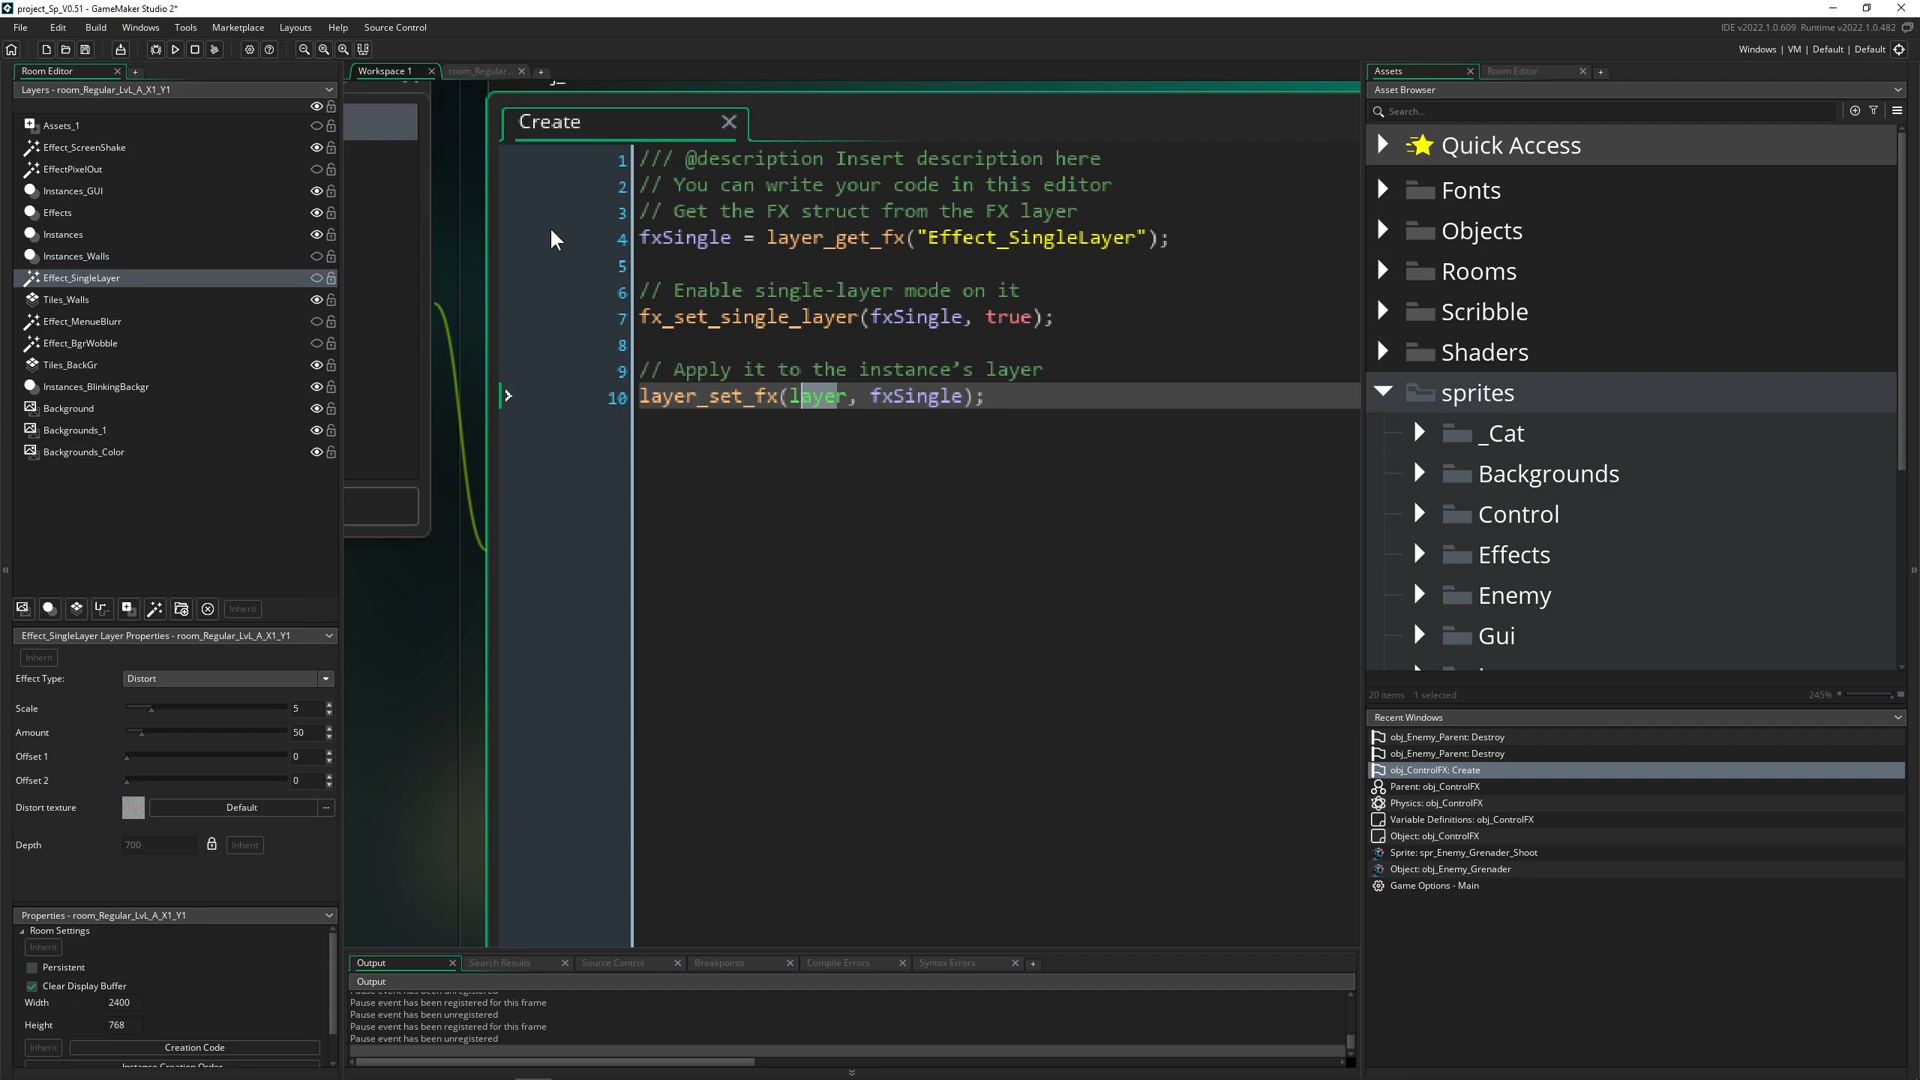 project_Sp_V0.51 - GameMaker Studio 2*
File Edit Build Windows Tools Marketplace Layouts Help Source Control
IDE v2022.1.0.609 Runtime v2022.1.0.482
Windows | VM | Default | Default
Room Editor
Layers - room_Regular_LvL_A_X1_Y1
Assets_1
Effect_ScreenShake
EffectPixelOut
Instances_GUI
Effects
Instances
Instances_Walls
Effect_SingleLayer
Tiles_Walls
Effect_MenueBlurr
Effect_BgrWobble
Tiles_BackGr
Instances_BlinkingBackgr
Background
Backgrounds_1
Backgrounds_Color
Inherit
Effect_SingleLayer Layer Properties - room_Regular_LvL_A_X1_Y1
Inherit
Effect Type: Distort
Scale 5
Amount 50
Offset 1 0
Offset 2 0
Distort texture Default ...
Depth 700 Inherit
Properties - room_Regular_LvL_A_X1_Y1
Room Settings
Inherit
Persistent
Clear Display Buffer
Width 2400
Height 768
Inherit Creation Code
Instance Creation Order
Workspace 1 room_Regular...
Create
1 /// @description Insert description here
2 // You can write your code in this editor
3 // Get the FX struct from the FX layer
4 fxSingle = layer_get_fx("Effect_SingleLayer");
5
6 // Enable single-layer mode on it
7 fx_set_single_layer(fxSingle, true);
8
9 // Apply it to the instance’s layer
10 layer_set_fx(layer, fxSingle);
Output Search Results Source Control Breakpoints Compile Errors Syntax Errors
Output
Pause event has been unregistered
Pause event has been registered for this frame
Pause event has been unregistered
Pause event has been registered for this frame
Pause event has been unregistered
Assets Room Editor
Asset Browser
Search...
Quick Access
Fonts
Objects
Rooms
Scribble
Shaders
sprites
_Cat
Backgrounds
Control
Effects
Enemy
Gui
20 items 1 selected 245%
Recent Windows
obj_Enemy_Parent: Destroy
obj_Enemy_Parent: Destroy
obj_ControlFX: Create
Parent: obj_ControlFX
Physics: obj_ControlFX
Variable Definitions: obj_ControlFX
Object: obj_ControlFX
Sprite: spr_Enemy_Grenader_Shoot
Object: obj_Enemy_Grenader
Game Options - Main